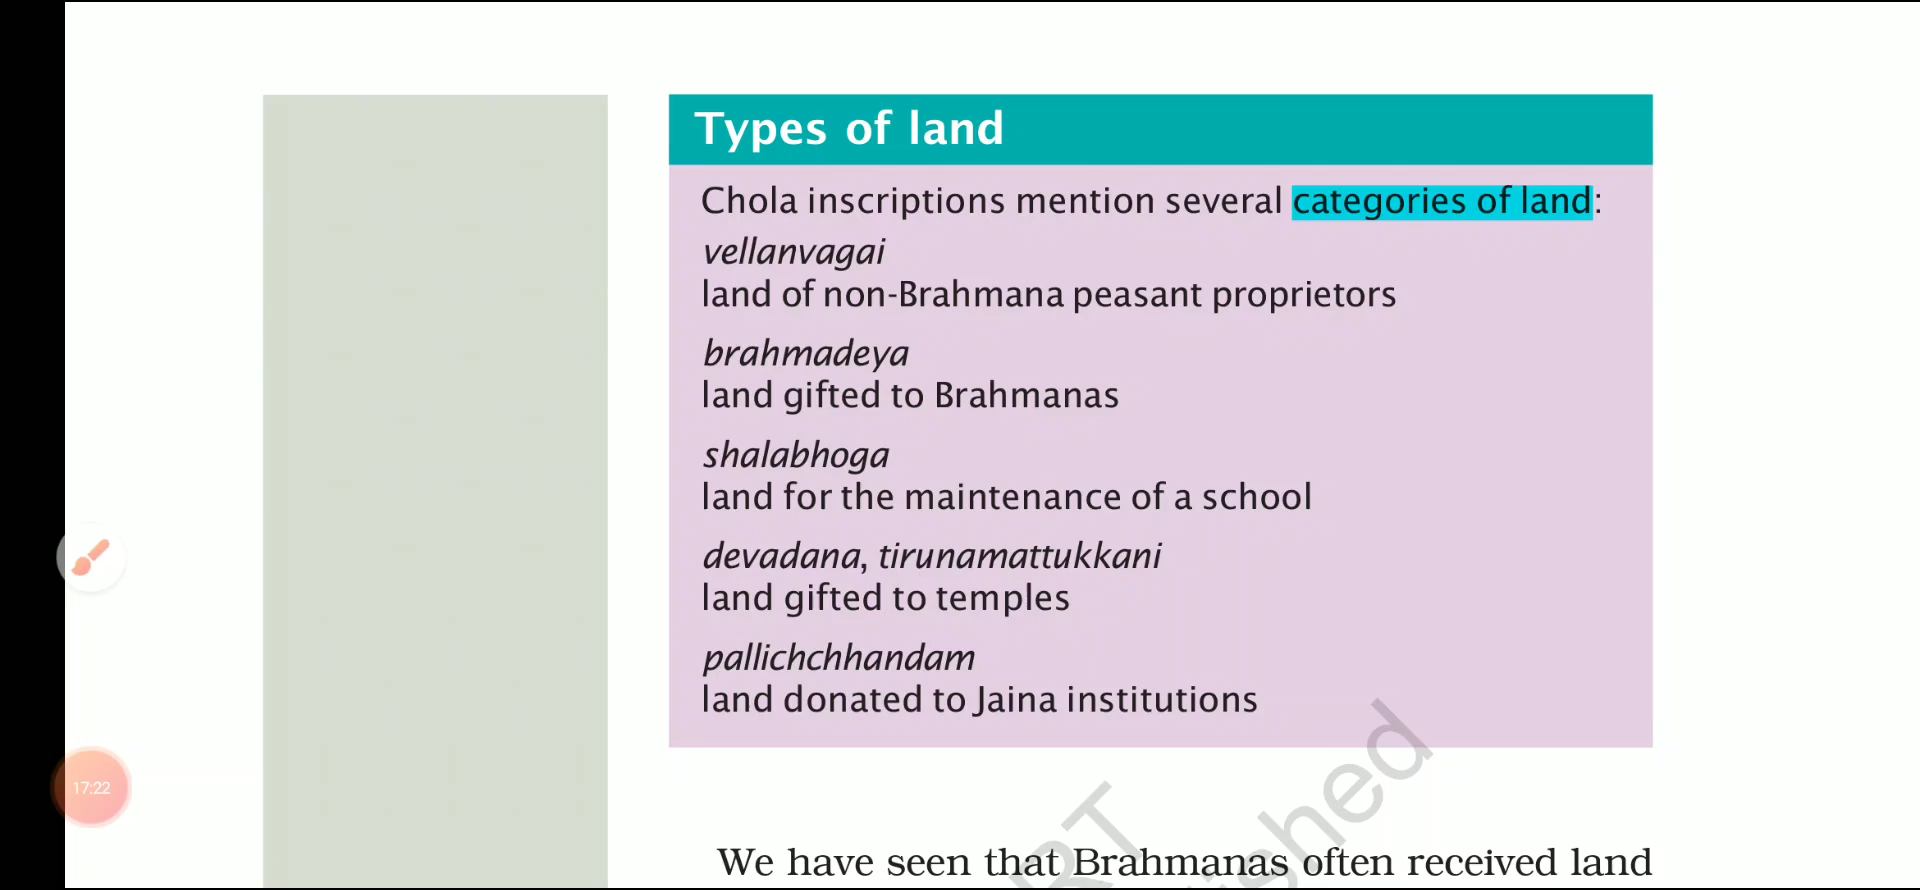 Types of land
Chola inscriptions mention several categories of land:
vellanvagai
land of non-Brahmana peasant proprietors
brahmadeya
land gifted to Brahmanas
shalabhoga
land for the maintenance of a school
devadana, tirunamattukkani
land gifted to temples
pallichchhandam
land donated to Jaina institutions
17:22
We have seen that Brahmanas often received land